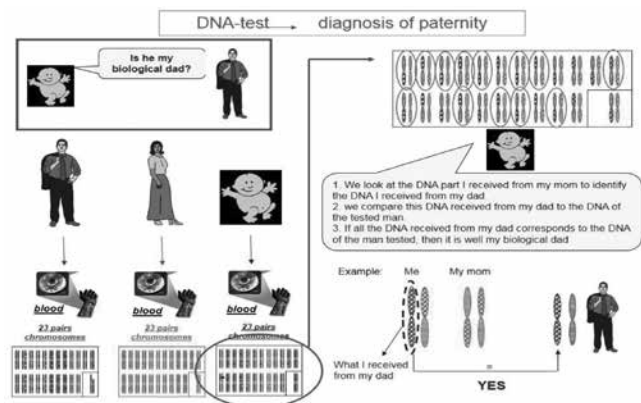 DNA-test diagnosis of paternity
Is he my
biological dad?
blood
23 pairs
chromosomes
blood
23 pairs
chromosomes
blood
23 pairs
chromosomes
1. We look at the DNA part I received from my mom to identify
the DNA I received from my dad
2. we compare this DNA received from my dad to the DNA of
the tested man
3. If all the DNA received from my dad corresponds to the DNA
of the man tested, then it is well my biological dad
Example: Me My mom
What I received
from my dad
=
YES